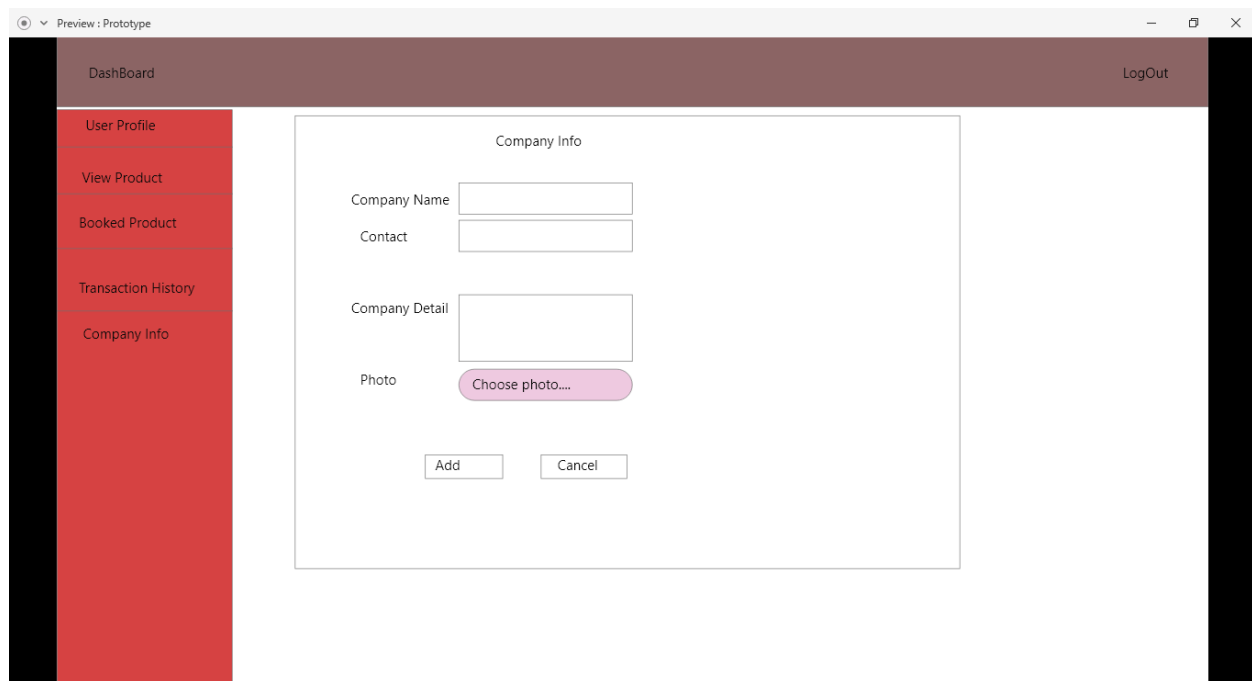 Preview : Prototype
DashBoard
LogOut
User Profile
View Product
Booked Product
Transaction History
Company Info
Company Info
Company Name
Contact
Company Detail
Photo
Choose photo....
Add
Cancel